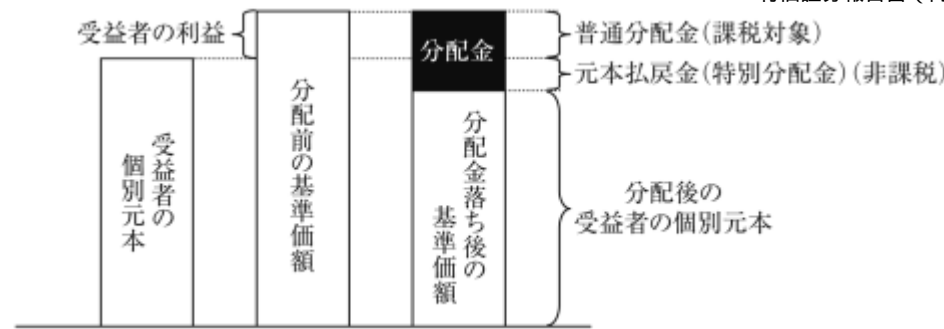 受益者の利益
分配金
普通分配金(課税対象)
元本払戻金(特別分配金)(非課税)
受益者の
個別元本
分配前の基準価額
分配金落ち後の
基準価額
分配後の
受益者の個別元本